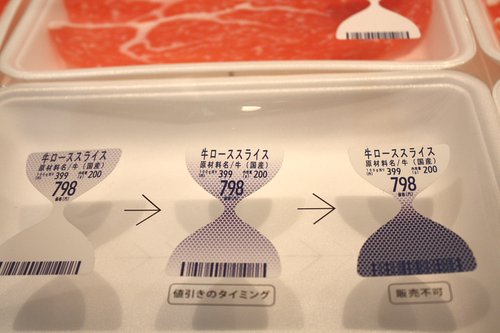 牛ローススライス
原材料名/牛（国産）
399 200
798
牛ローススライス
原材料名/牛（国産）
399 200
798
値引きのタイミング
牛ローススライス
原材料名/牛（国産）
399 200
798
販売不可